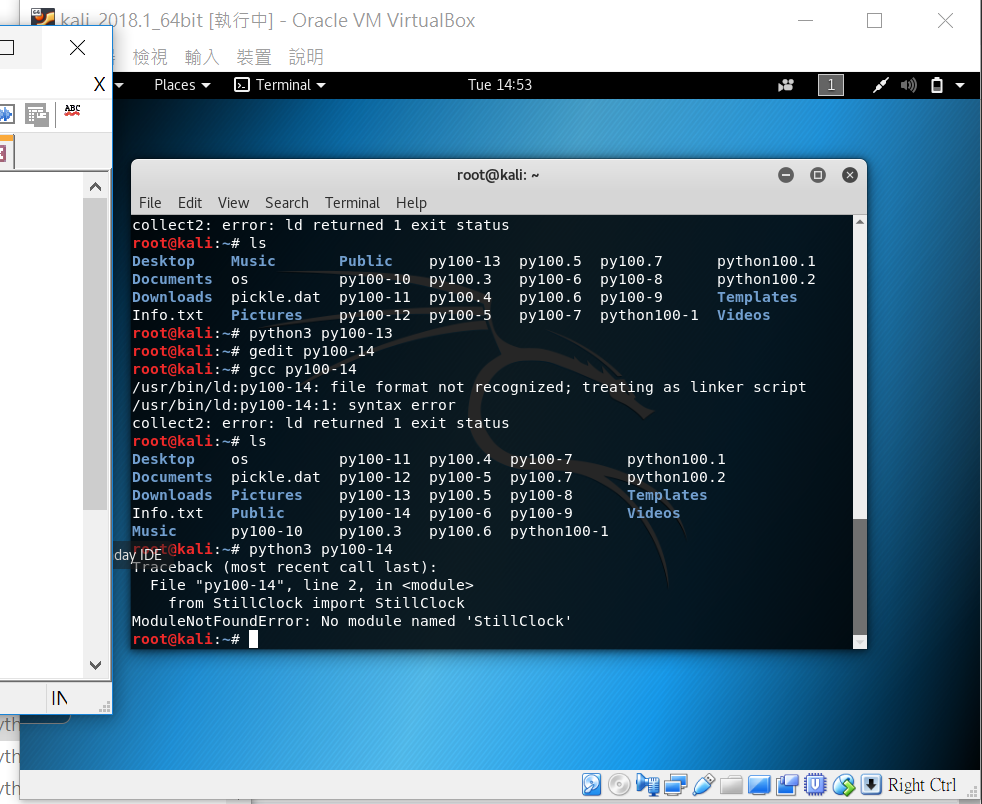 kali_2018.1_64bit [執行中] - Oracle VM VirtualBox
檢視 輸入 裝置 說明
X
Places Terminal Tue 14:53 1
ABC
root@kali: ~
File Edit View Search Terminal Help
collect2: error: ld returned 1 exit status
root@kali:~# ls
Desktop Music Public py100-13 py100.5 py100.7 python100.1
Documents os py100-10 py100.3 py100-6 py100-8 python100.2
Downloads pickle.dat py100-11 py100.4 py100.6 py100-9 Templates
Info.txt Pictures py100-12 py100-5 py100-7 python100-1 Videos
root@kali:~# python3 py100-13
root@kali:~# gedit py100-14
root@kali:~# gcc py100-14
/usr/bin/ld:py100-14: file format not recognized; treating as linker script
/usr/bin/ld:py100-14:1: syntax error
collect2: error: ld returned 1 exit status
root@kali:~# ls
Desktop os py100-11 py100.4 py100-7 python100.1
Documents pickle.dat py100-12 py100-5 py100.7 python100.2
Downloads Pictures py100-13 py100.5 py100-8 Templates
Info.txt Public py100-14 py100-6 py100-9 Videos
Music py100-10 py100.3 py100.6 python100-1
root@kali:~# python3 py100-14
day IDE
Traceback (most recent call last):
File "py100-14", line 2, in <module>
from StillClock import StillClock
ModuleNotFoundError: No module named 'StillClock'
root@kali:~#
IN
yth
yth
yth
Right Ctrl